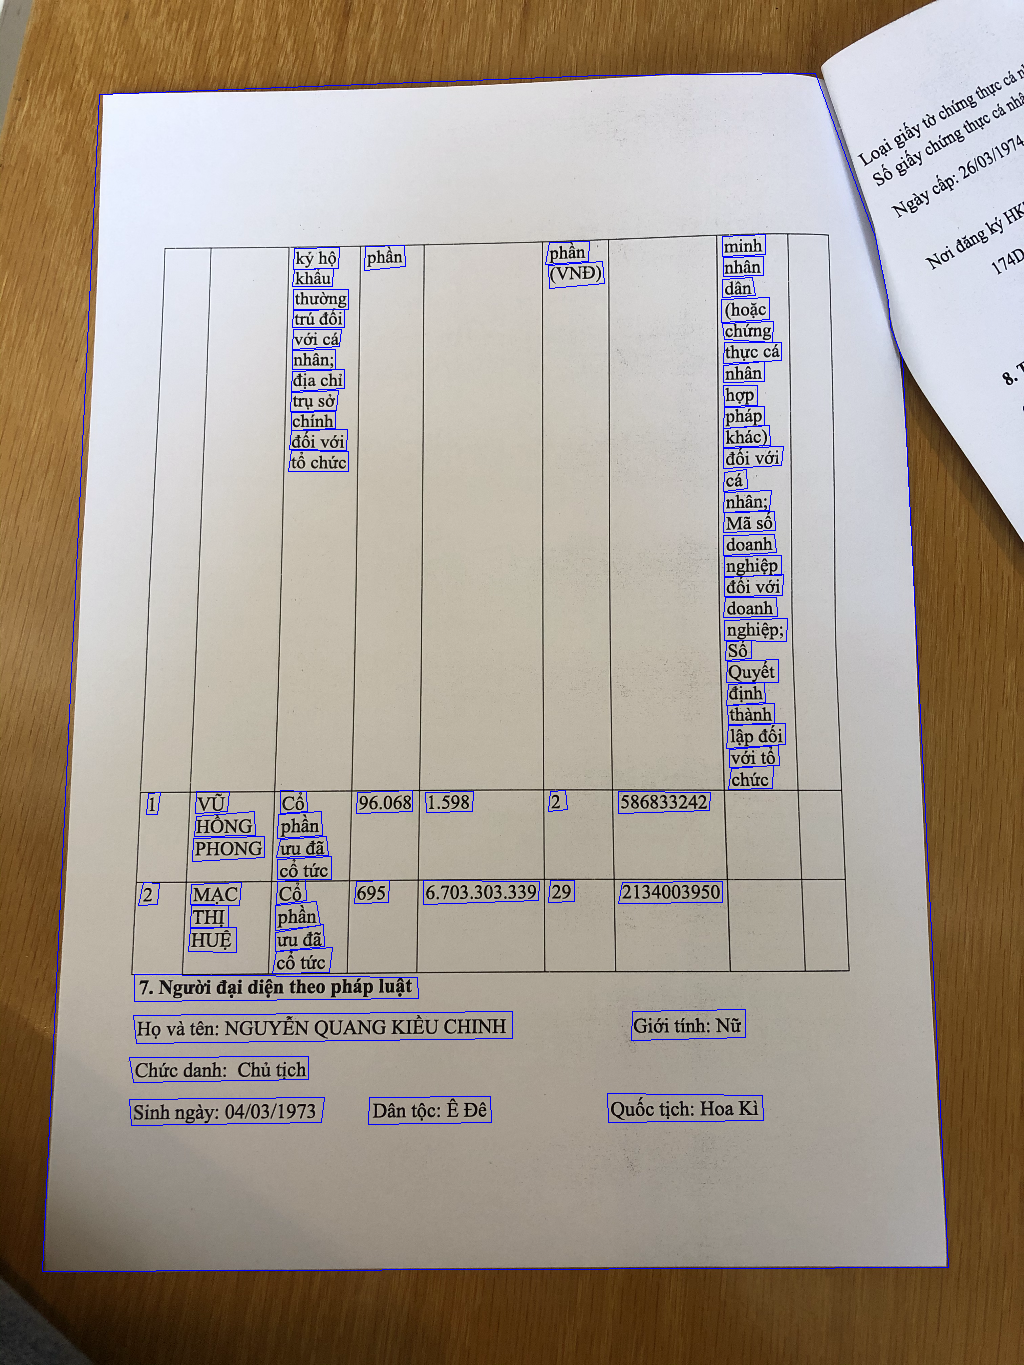 ký hộ
khẩu
thường
trú đối
với cá
nhân;
địa chỉ
trụ sở
chính
đối với
tổ chức
phần
phần
(VNĐ)
minh
nhân
dân
(hoặc
chứng
thực cá
nhân
hợp
pháp
khác)
đối với
cá
nhân;
Mã số
doanh
nghiệp
đối với
doanh
nghiệp;
Số
Quyết
định
thành
lập đối
với tổ
chức
1
VŨ
HỒNG
PHONG
Cổ
phần
ưu đã
cổ tức
96.068
1.598
2
586833242
2
MẠC
THỊ
HUỆ
Cổ
phần
ưu đã
cổ tức
695
6.703.303.339
29
2134003950
7. Người đại diện theo pháp luật
Họ và tên: NGUYỄN QUANG KIỀU CHINH Giới tính: Nữ
Chức danh: Chủ tịch
Sinh ngày: 04/03/1973 Dân tộc: Ê Đê Quốc tịch: Hoa Kì
Loại giấy tờ chứng thực cá
Số giấy chứng thực cá
Ngày cấp: 26/03/1974
Nơi đăng ký
174D
8.